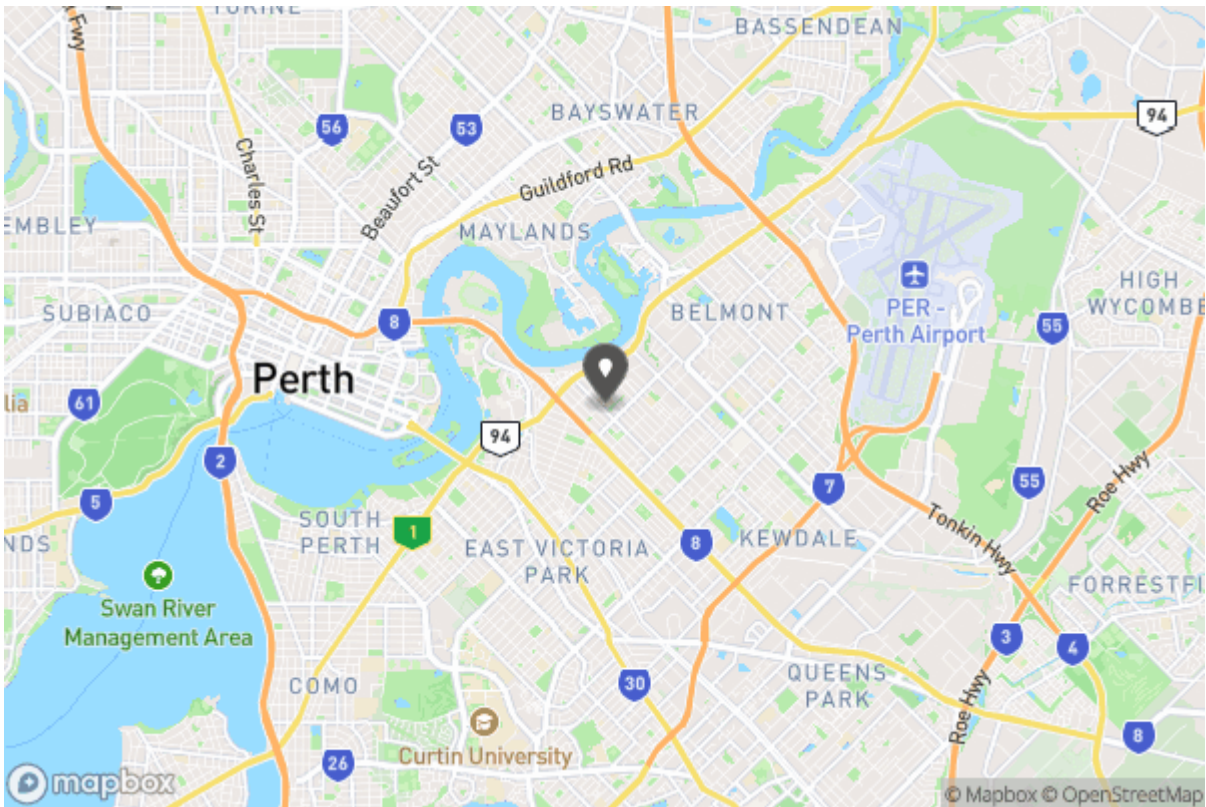 BASSENDEAN
94
BAYSWATER
56
53
Charles St
Beaufort St
Guildford Rd
EMBLEY
MAYLANDS
HIGH
WYCOMBE
SUBIACO
BELMONT
PER -
Perth Airport
8
55
Perth
61
94
2
5
7
55
Roe Hwy
SOUTH
PERTH
1
EAST VICTORIA
PARK
8
KEWDALE
Tonkin Hwy
NDS
Swan River
Management Area
FORRESTFI
3
4
COMO
30
QUEENS
PARK
Roe Hwy
Curtin University
26
8
mapbox
© Mapbox © OpenStreetMap